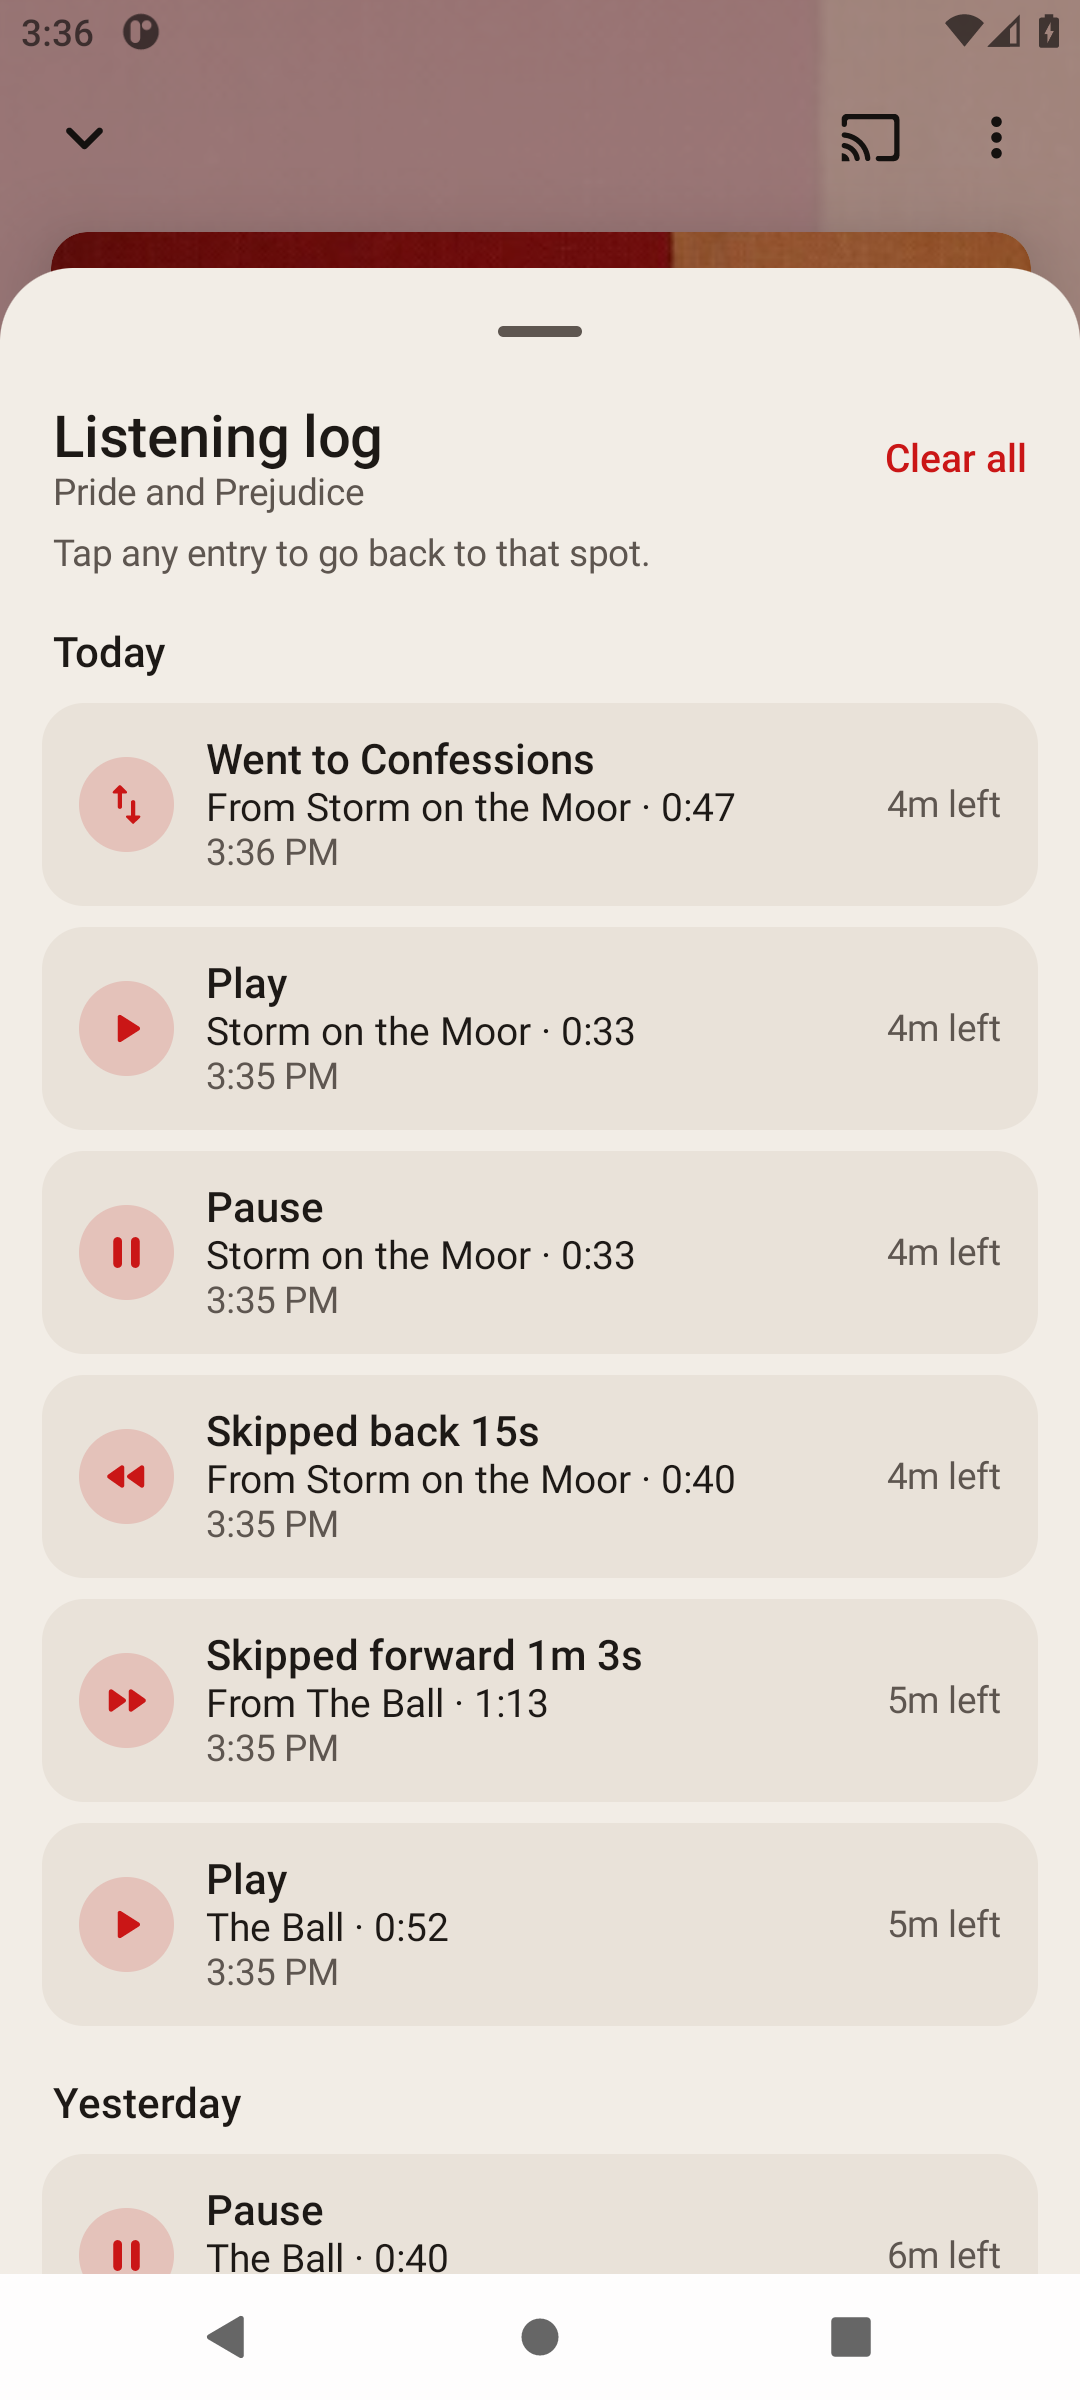 3:36
Listening log
Clear all
Pride and Prejudice
Tap any entry to go back to that spot.
Today
Went to Confessions
From Storm on the Moor · 0:47
4m left
3:36 PM
Play
Storm on the Moor · 0:33
4m left
3:35 PM
Pause
Storm on the Moor · 0:33
4m left
3:35 PM
Skipped back 15s
From Storm on the Moor · 0:40
4m left
3:35 PM
Skipped forward 1m 3s
From The Ball · 1:13
5m left
3:35 PM
Play
The Ball · 0:52
5m left
3:35 PM
Yesterday
Pause
The Ball · 0:40
6m left